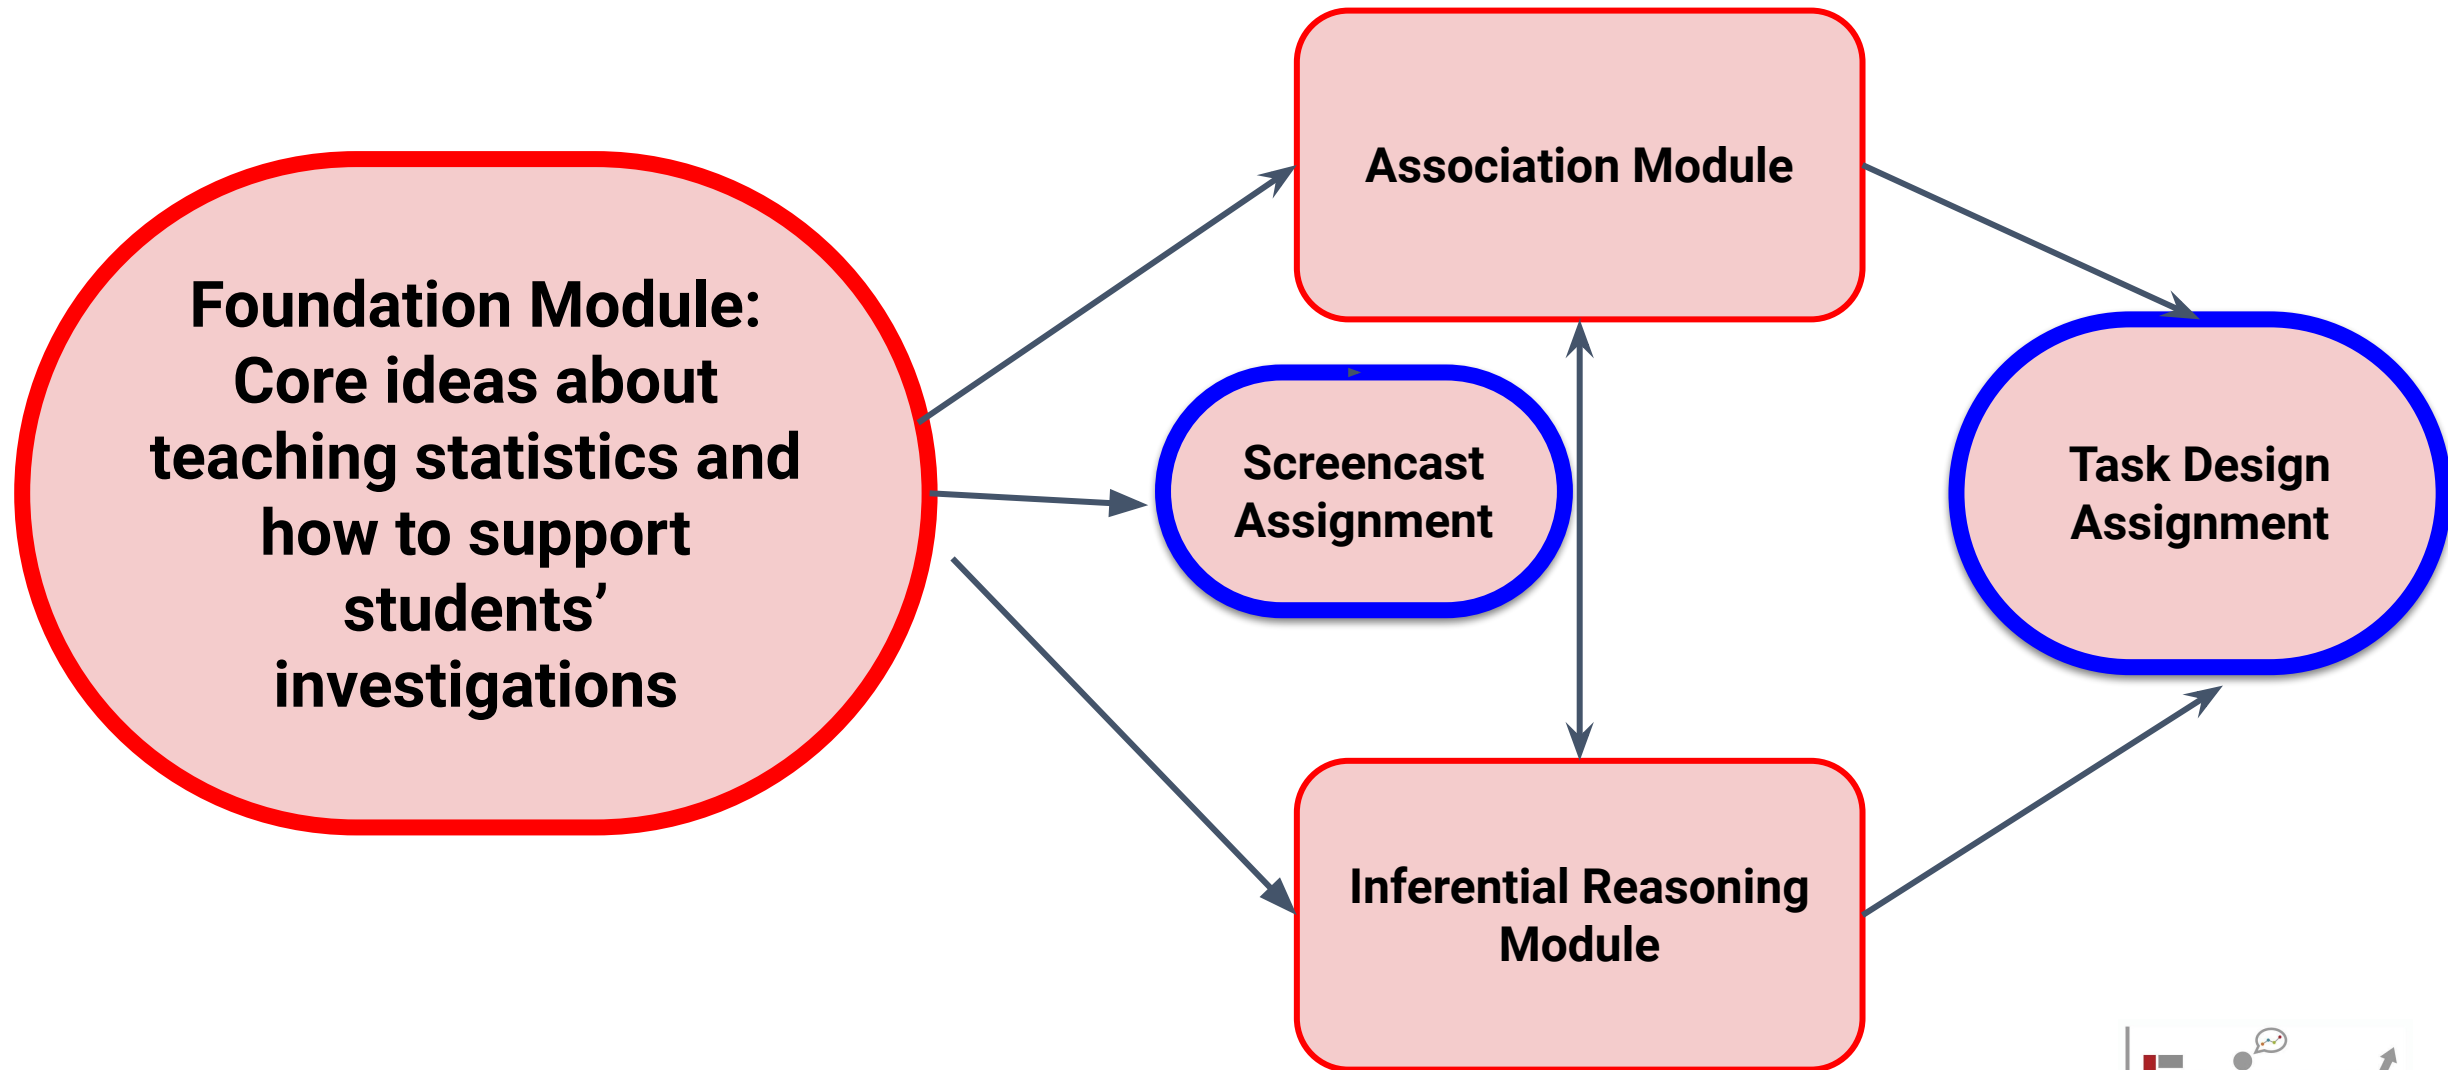 Foundation Module:
Core ideas about
teaching statistics and
how to support
students’
investigations
Association Module
Screencast
Assignment
Inferential Reasoning
Module
Task Design
Assignment